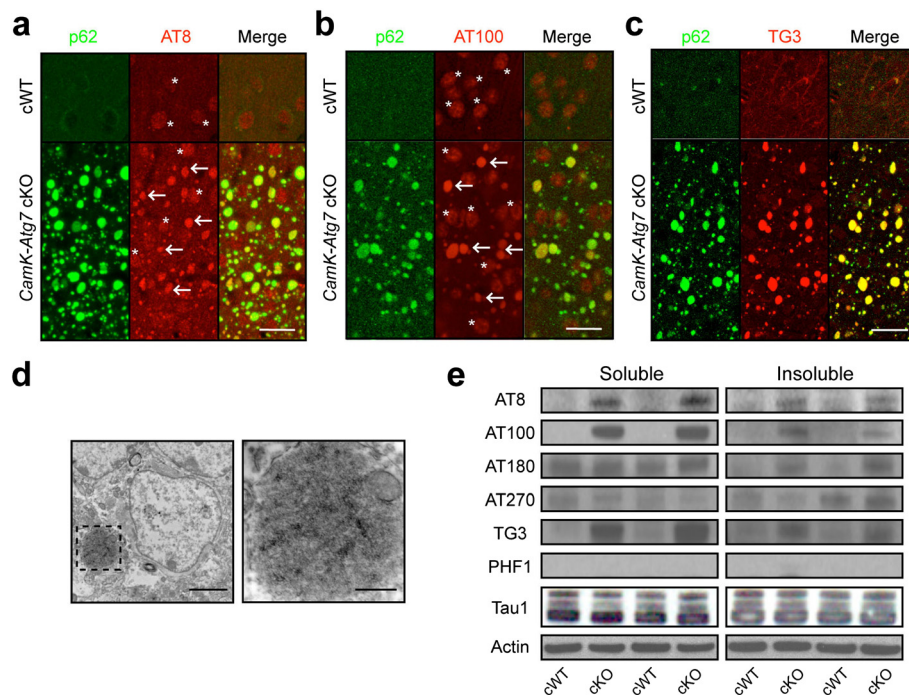 a
p62 AT8 Merge
cWT
CamK-Atg7 cKO
b
p62 AT100 Merge
cWT
CamK-Atg7 cKO
c
p62 TG3 Merge
cWT
CamK-Atg7 cKO
d
e
Soluble Insoluble
AT8
AT100
AT180
AT270
TG3
PHF1
Tau1
Actin
cWT cKO cWT cKO cWT cKO cWT cKO